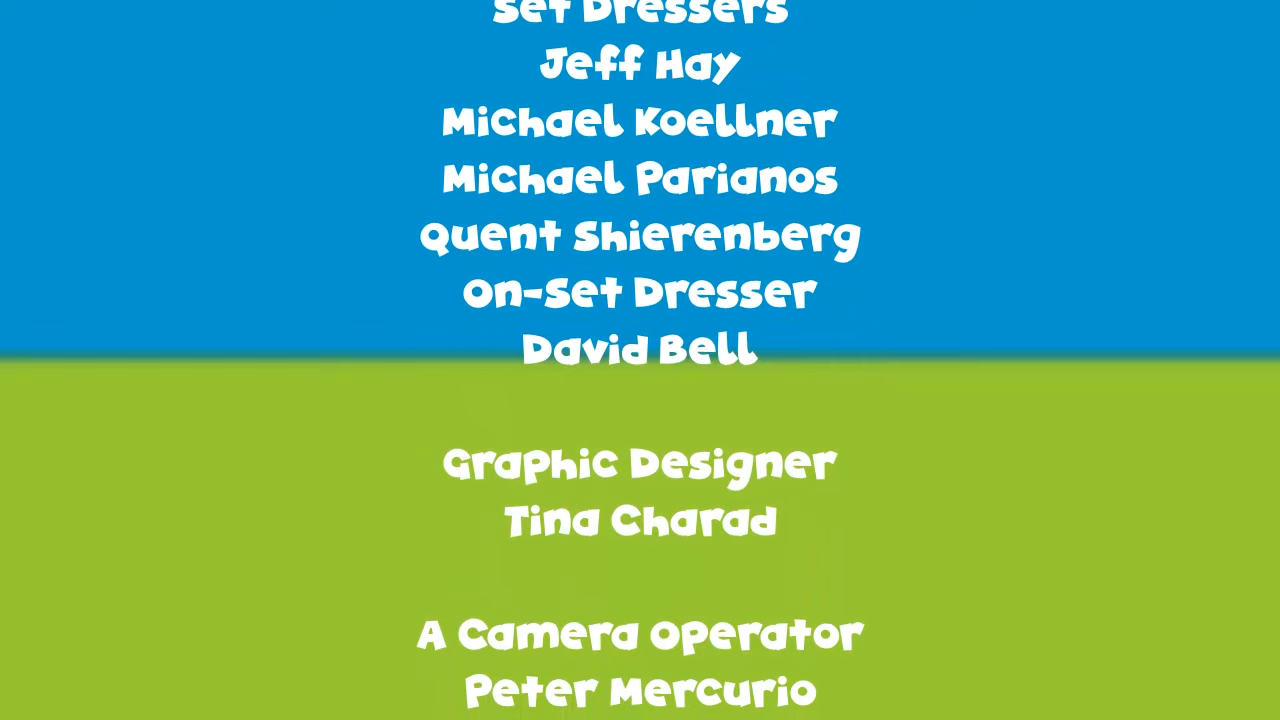 Set Dressers
Jeff Hay
Michael Koellner
Michael Parianos
Quent Shierenberg
On-Set Dresser
David Bell
Graphic Designer
Tina Charad
A Camera Operator
Peter Mercurio